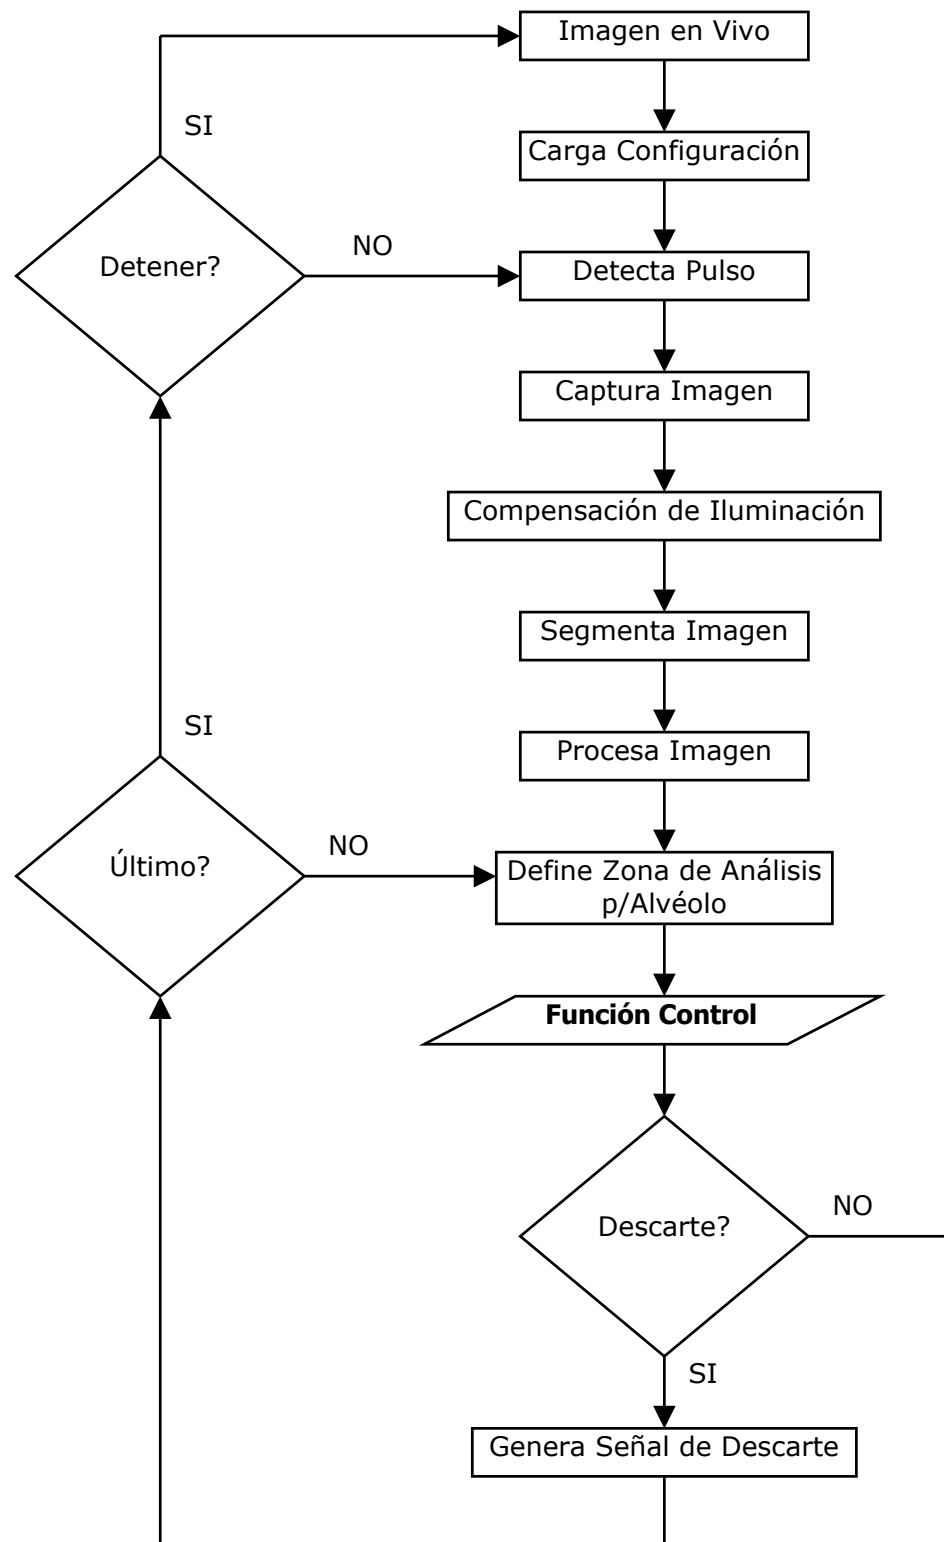 Imagen en Vivo
SI
Carga Configuración
Detener?
NO
Detecta Pulso
Captura Imagen
Compensación de Iluminación
Segmenta Imagen
SI
Procesa Imagen
Último?
NO
Define Zona de Análisis
p/Alvéolo
Función Control
Descarte?
NO
SI
Genera Señal de Descarte